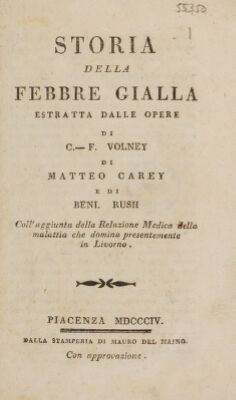 55350
STORIA
DELLA
FEBBRE GIALLA
ESTRATTA DALLE OPERE
DI
C.—F. VOLNEY
DI
MATTEO CAREY
E DI
BENI. RUSH
Coll'aggiunta della Relazione Medica della
malattia che domina presentemente
in Livorno.
PIACENZA MDCCCIV.
DALLA STAMPERIA DI MAURO DEL MAINO.
Con approvazione.